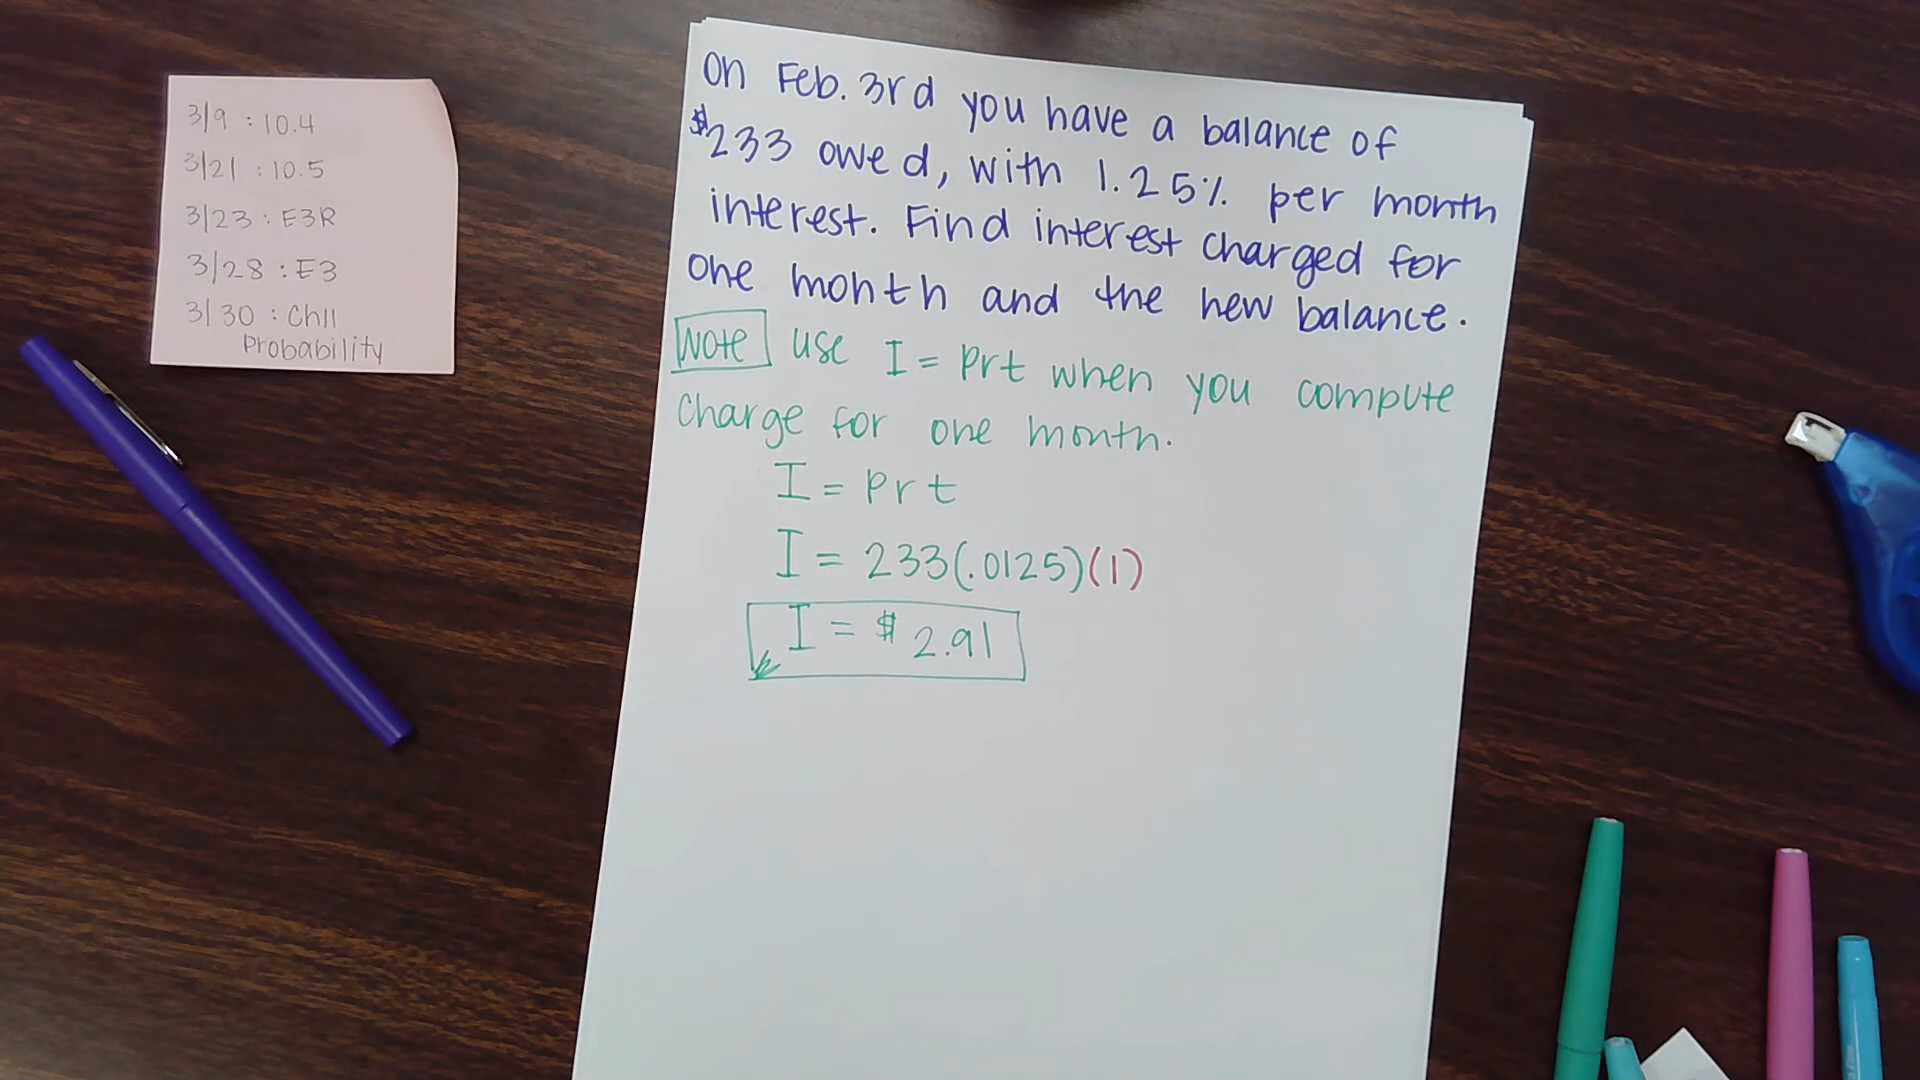 3/9 : 10.4
3/21 : 10.5
3/23 : E3R
3/28 : E3
3/30 : Ch11
Probability
On Feb. 3rd you have a balance of
$233 owed, with 1.25% per month
interest. Find interest charged for
one month and the new balance.
Note use I = Prt when you compute
charge for one month.
I = Prt
I = 233(.0125)(1)
I = $2.91